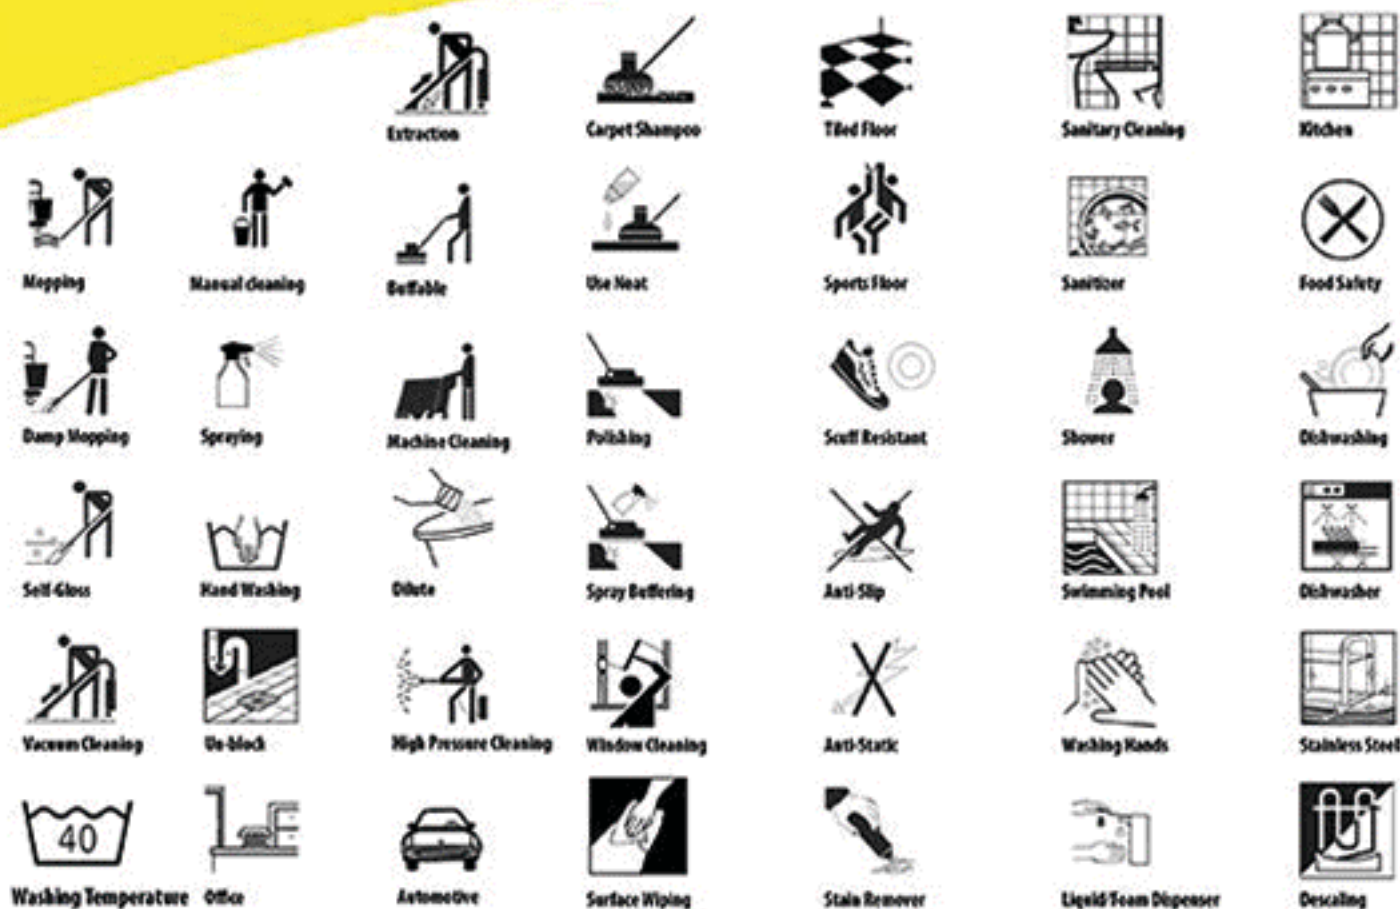 Extraction
Carpet Shampoo
Tiled Floor
Sanitary Cleaning
Kitchen
Mopping
Manual cleaning
Buffable
Use Neat
Sports Floor
Sanitizer
Food Safety
Damp Mopping
Spraying
Machine Cleaning
Polishing
Scuff Resistant
Shower
Dishwashing
Self-Gloss
Hand Washing
Dilute
Spray Buffering
Anti-Slip
Swimming Pool
Dishwasher
Vacuum Cleaning
Un-block
High Pressure Cleaning
Window Cleaning
Anti-Static
Washing Hands
Stainless Steel
40
Washing Temperature
Office
Automotive
Surface Wiping
Stain Remover
Liquid/Foam Dispenser
Descaling